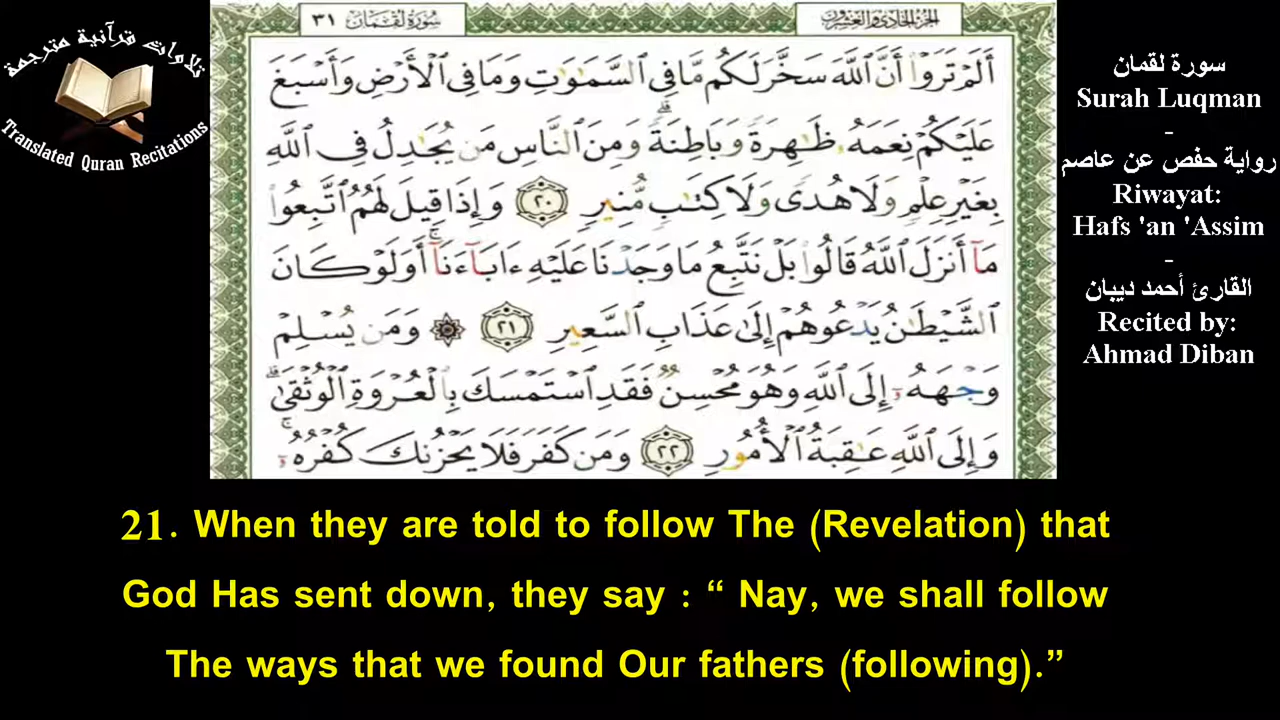 تلاوات قرآنية مترجمة
Translated Quran Recitations
سُورَةُ لُقْمَان ٣١
الجزء الحادي والعشرون
أَلَمْ تَرَوْا۟ أَنَّ ٱللَّهَ سَخَّرَ لَكُم مَّا فِى ٱلسَّمَـٰوَٰتِ وَمَا فِى ٱلْأَرْضِ وَأَسْبَغَ
عَلَيْكُمْ نِعَمَهُۥ ظَـٰهِرَةً وَبَاطِنَةً ۗ وَمِنَ ٱلنَّاسِ مَن يُجَـٰدِلُ فِى ٱللَّهِ
بِغَيْرِ عِلْمٍ وَلَا هُدًى وَلَا كِتَـٰبٍ مُّنِيرٍ ٢٠ وَإِذَا قِيلَ لَهُمُ ٱتَّبِعُوا۟
مَآ أَنزَلَ ٱللَّهُ قَالُوا۟ بَلْ نَتَّبِعُ مَا وَجَدْنَا عَلَيْهِ ءَابَآءَنَآ ۚ أَوَلَوْ كَانَ
ٱلشَّيْطَـٰنُ يَدْعُوهُمْ إِلَىٰ عَذَابِ ٱلسَّعِيرِ ٢١ ۞ وَمَن يُسْلِمْ
وَجْهَهُۥٓ إِلَى ٱللَّهِ وَهُوَ مُحْسِنٌ فَقَدِ ٱسْتَمْسَكَ بِٱلْعُرْوَةِ ٱلْوُثْقَىٰ ۗ
وَإِلَى ٱللَّهِ عَـٰقِبَةُ ٱلْأُمُورِ ٢٢ وَمَن كَفَرَ فَلَا يَحْزُنكَ كُفْرُهُۥٓ ۚ
سورة لقمان
Surah Luqman
-
رواية حفص عن عاصم
Riwayat:
Hafs 'an 'Assim
-
القارئ أحمد ديبان
Recited by:
Ahmad Diban
21. When they are told to follow The (Revelation) that
God Has sent down, they say : “ Nay, we shall follow
The ways that we found Our fathers (following).”